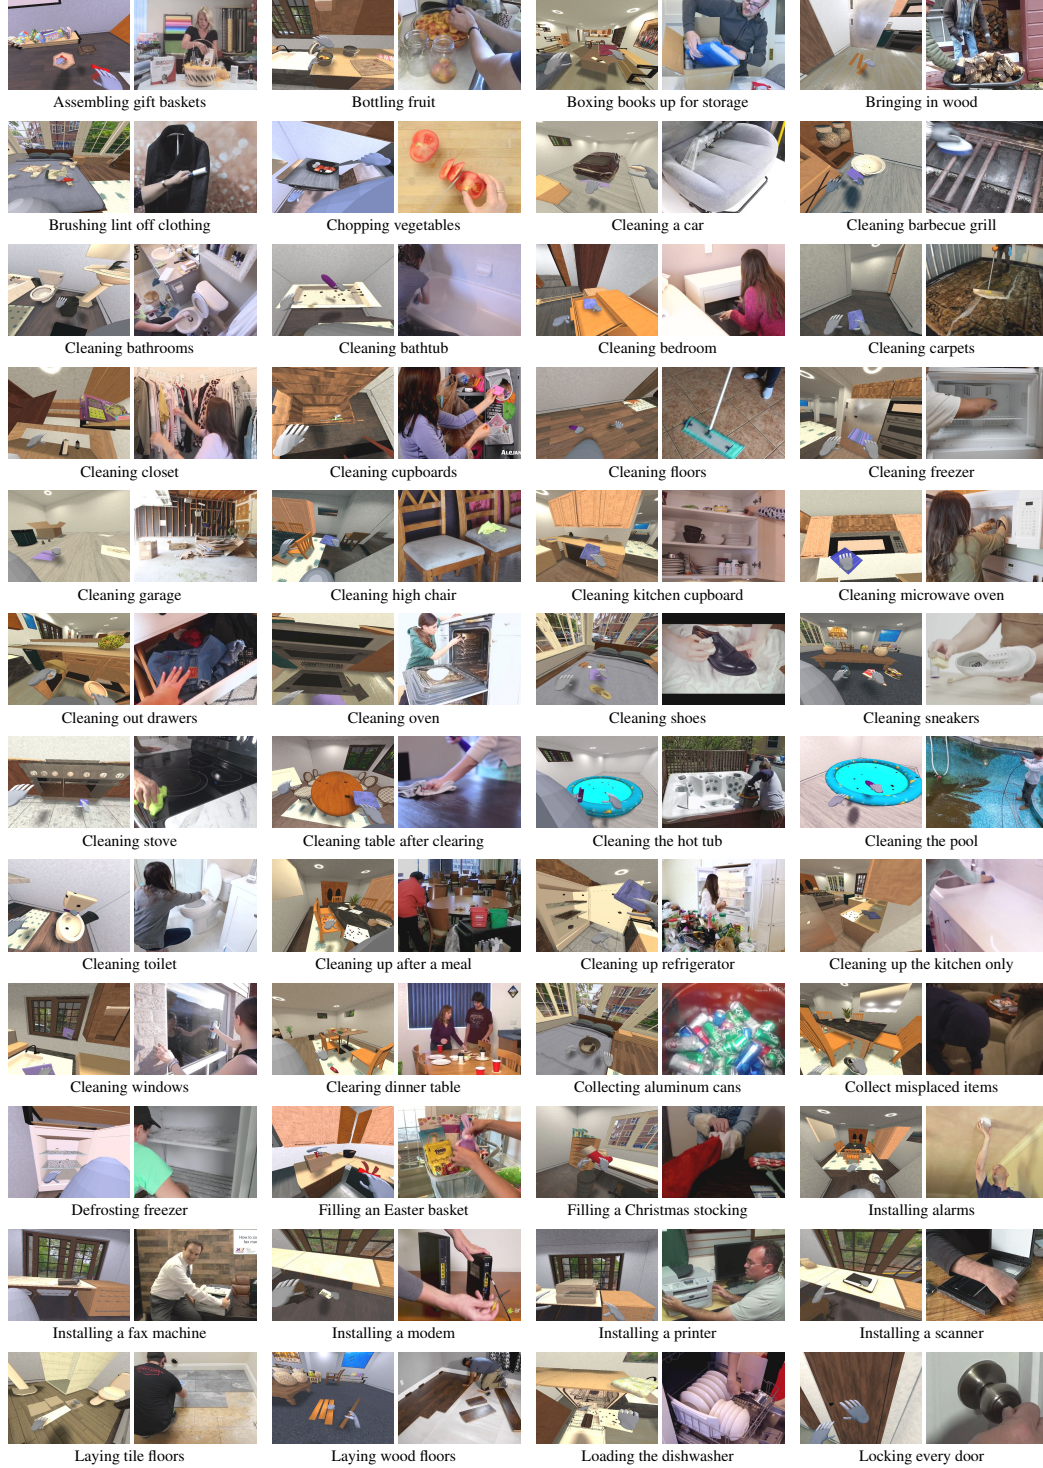 Assembling gift baskets
Bottling fruit
Boxing books up for storage
Bringing in wood
Brushing lint off clothing
Chopping vegetables
Cleaning a car
Cleaning barbecue grill
Cleaning bathrooms
Cleaning bathtub
Cleaning bedroom
Cleaning carpets
Cleaning closet
Cleaning cupboards
Cleaning floors
Cleaning freezer
Cleaning garage
Cleaning high chair
Cleaning kitchen cupboard
Cleaning microwave oven
Cleaning out drawers
Cleaning oven
Cleaning shoes
Cleaning sneakers
Cleaning stove
Cleaning table after clearing
Cleaning the hot tub
Cleaning the pool
Cleaning toilet
Cleaning up after a meal
Cleaning up refrigerator
Cleaning up the kitchen only
Cleaning windows
Clearing dinner table
Collecting aluminum cans
Collect misplaced items
Defrosting freezer
Filling an Easter basket
Filling a Christmas stocking
Installing alarms
Installing a fax machine
Installing a modem
Installing a printer
Installing a scanner
Laying tile floors
Laying wood floors
Loading the dishwasher
Locking every door